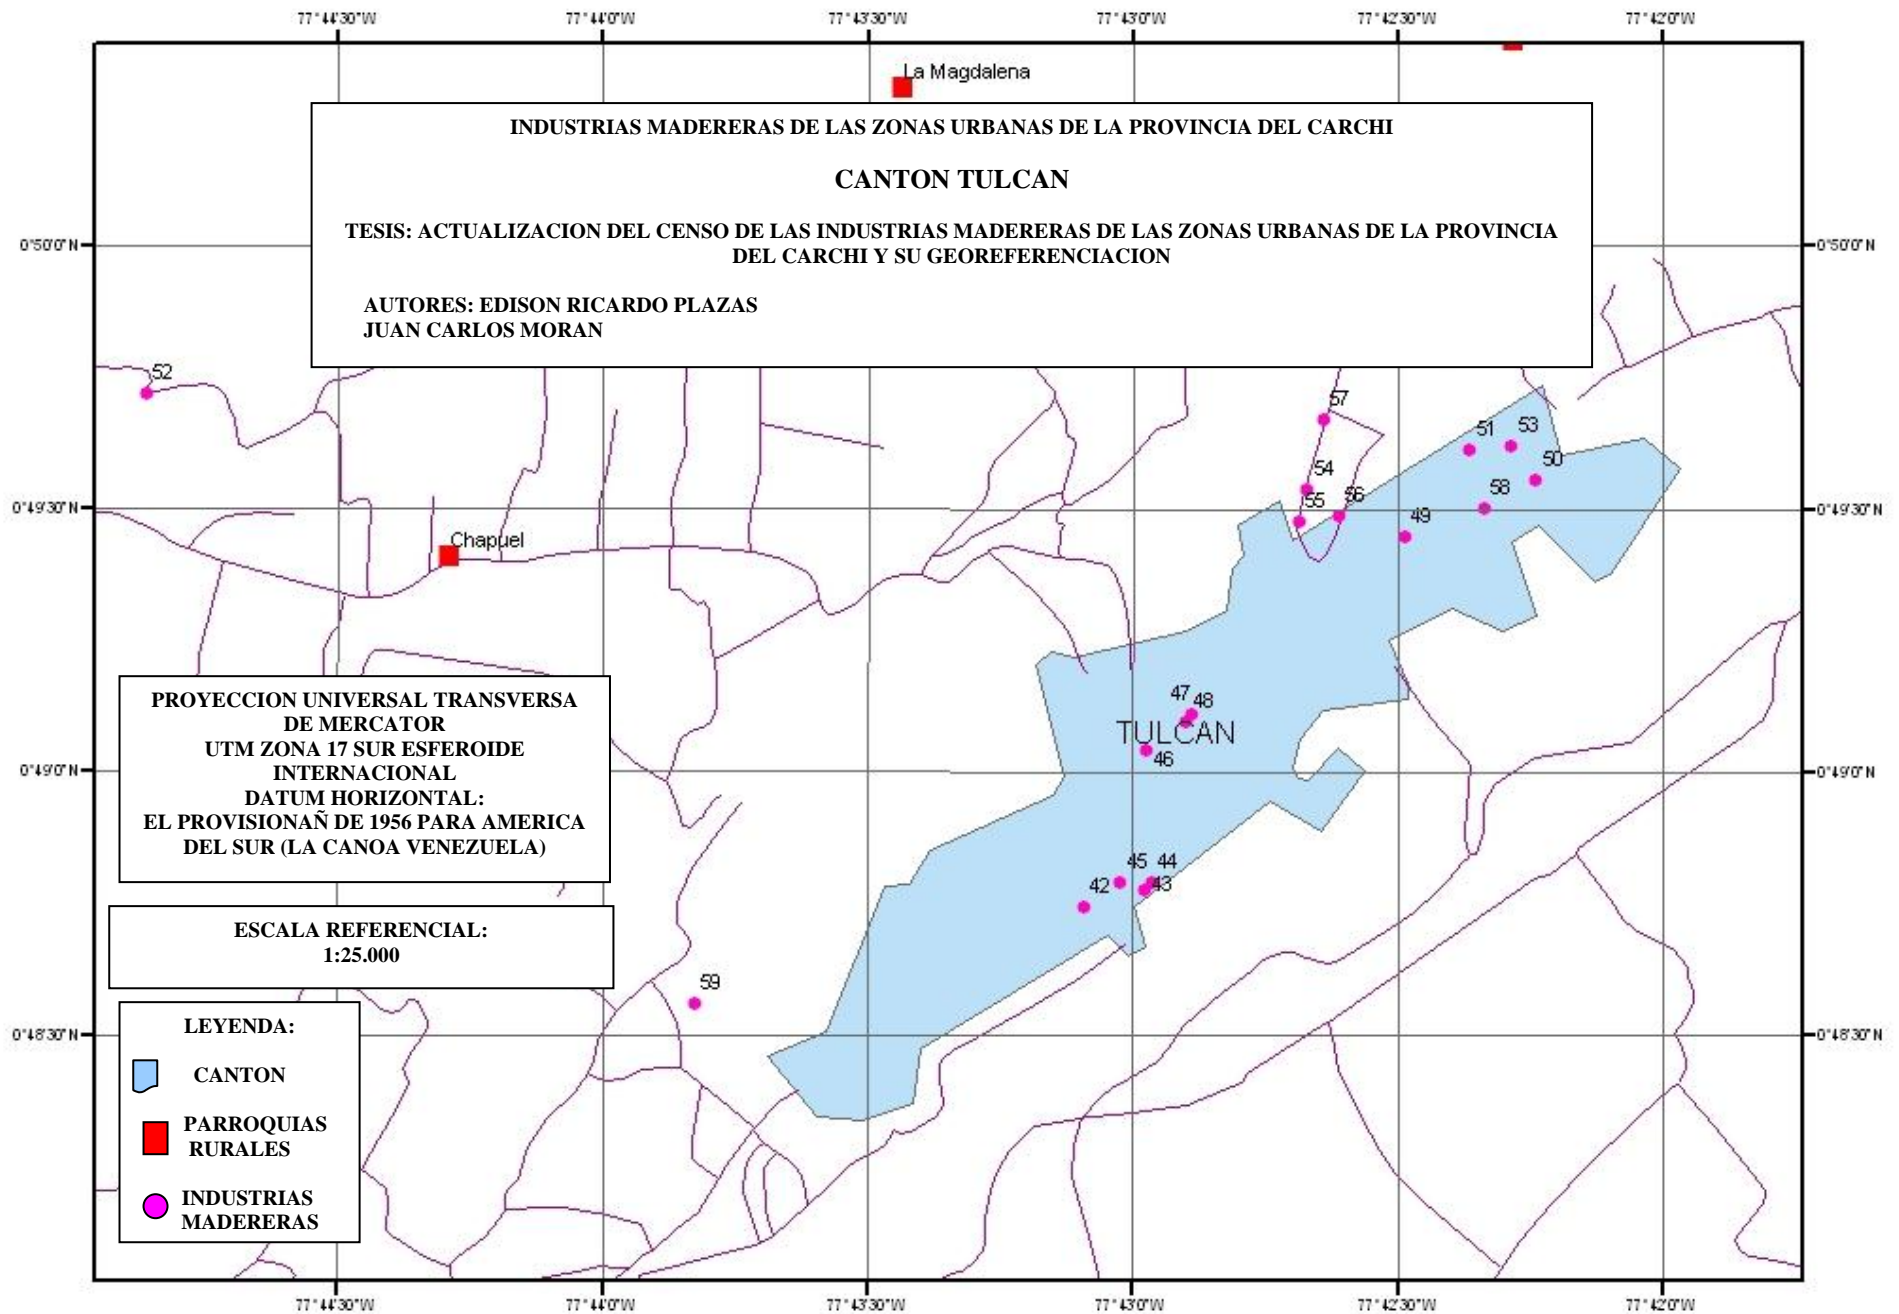 77°44'30"W 77°44'0"W 77°43'30"W 77°43'0"W 77°42'30"W 77°42'0"W
La Magdalena
INDUSTRIAS MADERERAS DE LAS ZONAS URBANAS DE LA PROVINCIA DEL CARCHI
CANTON TULCAN
TESIS: ACTUALIZACION DEL CENSO DE LAS INDUSTRIAS MADERERAS DE LAS ZONAS URBANAS DE LA PROVINCIA
DEL CARCHI Y SU GEOREFERENCIACION
AUTORES: EDISON RICARDO PLAZAS
JUAN CARLOS MORAN
0°50'0"N 0°50'0"N
52
57
51 53
50
54
58
55 56
49
0°49'30"N 0°49'30"N
Chapuel
47 48
TULCAN
46
0°49'0"N 0°49'0"N
PROYECCION UNIVERSAL TRANSVERSA
DE MERCATOR
UTM ZONA 17 SUR ESFEROIDE
INTERNACIONAL
DATUM HORIZONTAL:
EL PROVISIONAÑ DE 1956 PARA AMERICA
DEL SUR (LA CANOA VENEZUELA)
45 44
42 43
ESCALA REFERENCIAL:
1:25.000
59
0°48'30"N 0°48'30"N
LEYENDA:
CANTON
PARROQUIAS
RURALES
INDUSTRIAS
MADERERAS
77°44'30"W 77°44'0"W 77°43'30"W 77°43'0"W 77°42'30"W 77°42'0"W